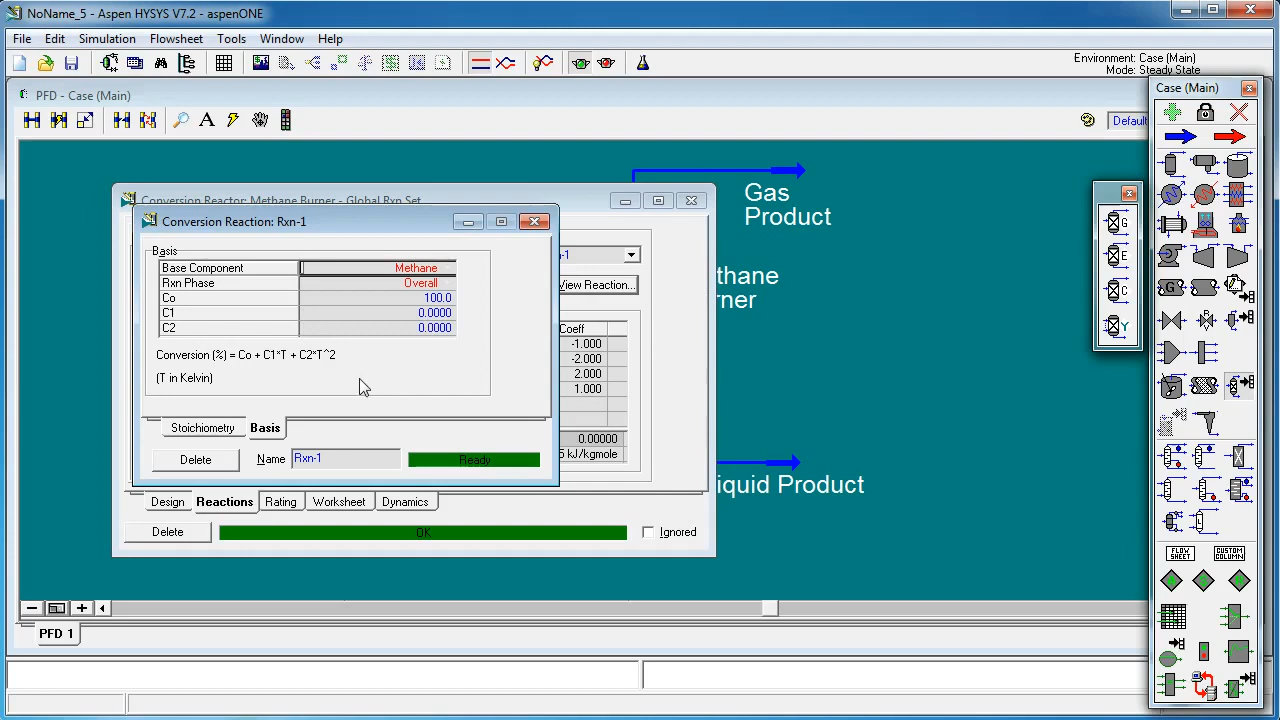 NoName_5 - Aspen HYSYS V7.2 - aspenONE
File Edit Simulation Flowsheet Tools Window Help
Environment: Case (Main)
Mode: Steady State
PFD - Case (Main)
Case (Main)
Default
Gas
Product
Conversion Reactor: Methane Burner - Global Rxn Set
Conversion Reaction: Rxn-1
Basis
Base Component Methane
Rxn Phase Overall
Co 100.0
C1 0.0000
C2 0.0000
Conversion (%) = Co + C1*T + C2*T^2
(T in Kelvin)
Stoichiometry Basis
Delete Name Rxn-1 Ready
n-1
View Reaction...
thane
rner
Coeff
-1.000
-2.000
2.000
1.000
0.00000
5 kJ/kgmole
iquid Product
Design Reactions Rating Worksheet Dynamics
Delete OK Ignored
PFD 1
G
E
C
Y
FLOW
SHEET
CUSTOM
COLUMN